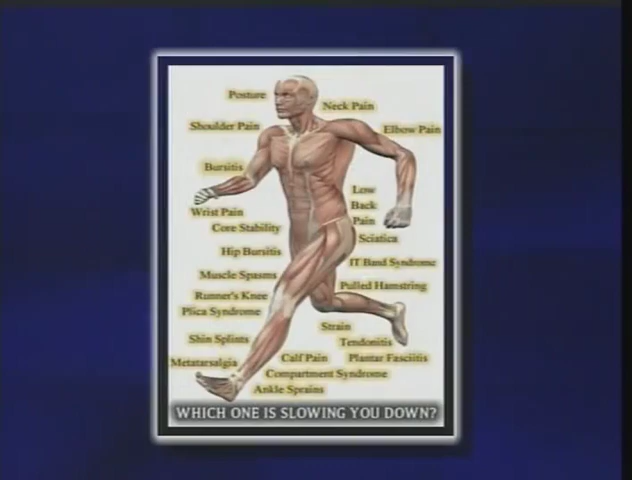 Posture
Neck Pain
Shoulder Pain
Elbow Pain
Bursitis
Low
Back
Pain
Wrist Pain
Core Stability
Sciatica
Hip Bursitis
IT Band Syndrome
Muscle Spasms
Pulled Hamstring
Runner's Knee
Plica Syndrome
Strain
Shin Splints
Tendonitis
Metatarsalgia
Calf Pain
Plantar Fasciitis
Compartment Syndrome
Ankle Sprains
WHICH ONE IS SLOWING YOU DOWN?